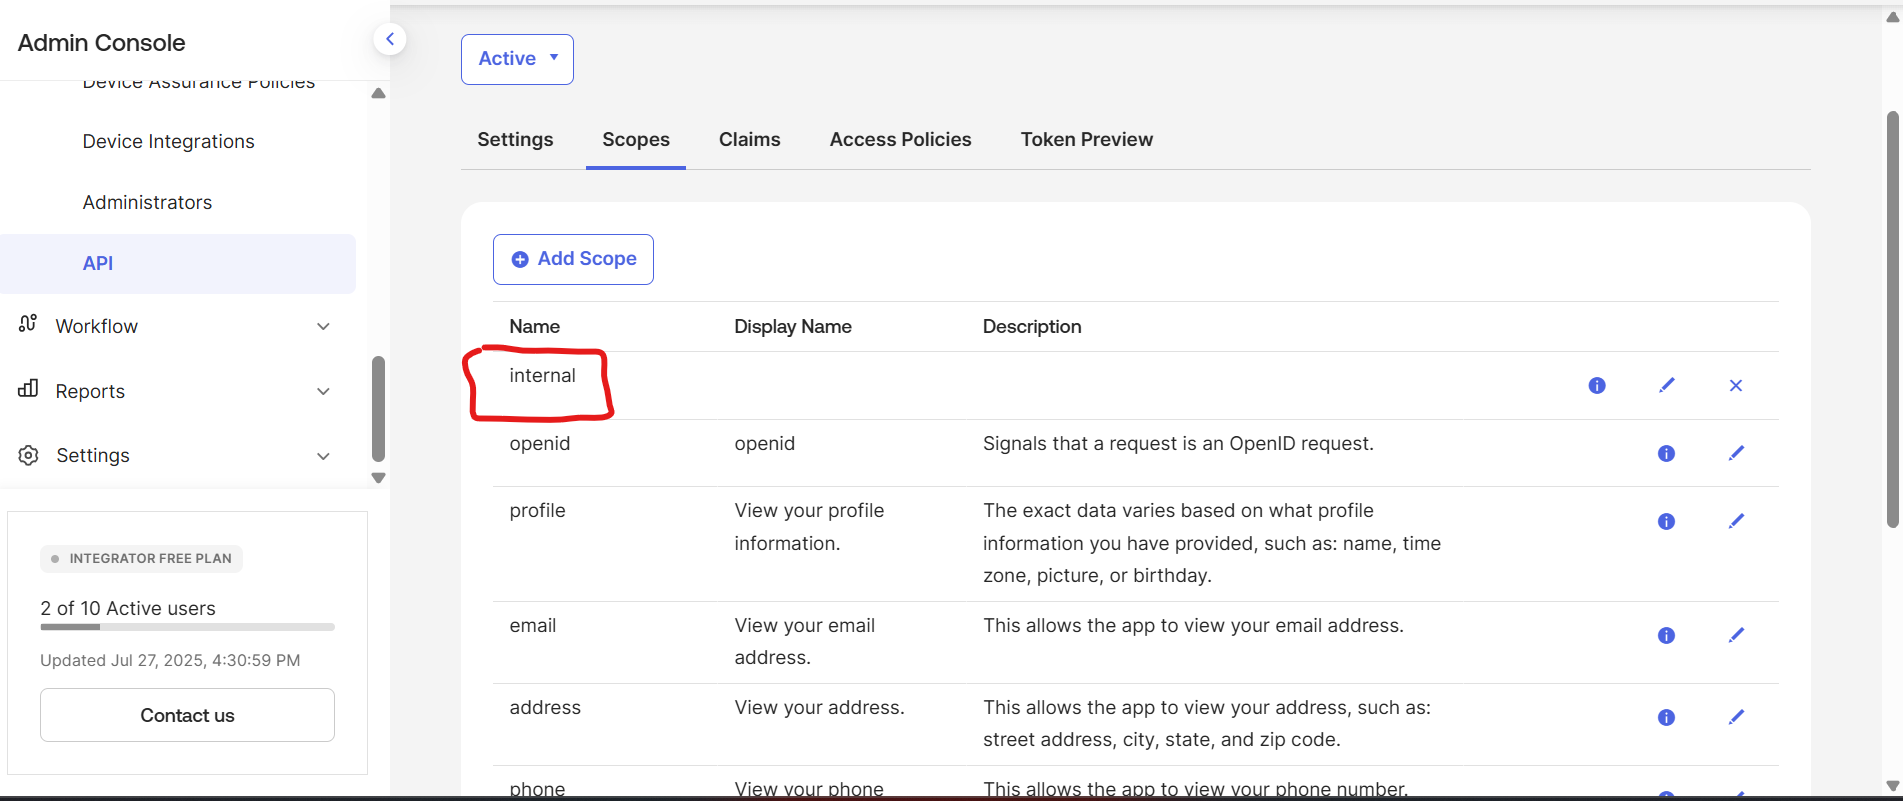 Admin Console
Device Assurance Policies
Device Integrations
Administrators
API
Workflow
Reports
Settings
INTEGRATOR FREE PLAN
2 of 10 Active users
Updated Jul 27, 2025, 4:30:59 PM
Contact us
Active
Settings Scopes Claims Access Policies Token Preview
Add Scope
Name Display Name Description
internal
openid openid Signals that a request is an OpenID request.
profile View your profile The exact data varies based on what profile
information. information you have provided, such as: name, time
zone, picture, or birthday.
email View your email This allows the app to view your email address.
address.
address View your address. This allows the app to view your address, such as:
street address, city, state, and zip code.
phone View your phone This allows the app to view your phone number.